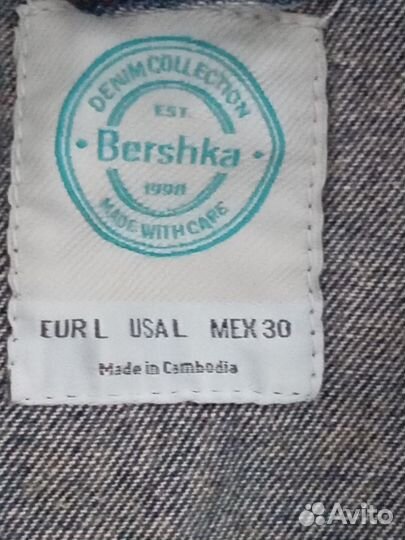 DENIM COLLECTION
EST.
· Bershka ·
1998
MADE WITH CARE
EUR L USA L MEX 30
Made in Cambodia
Avito